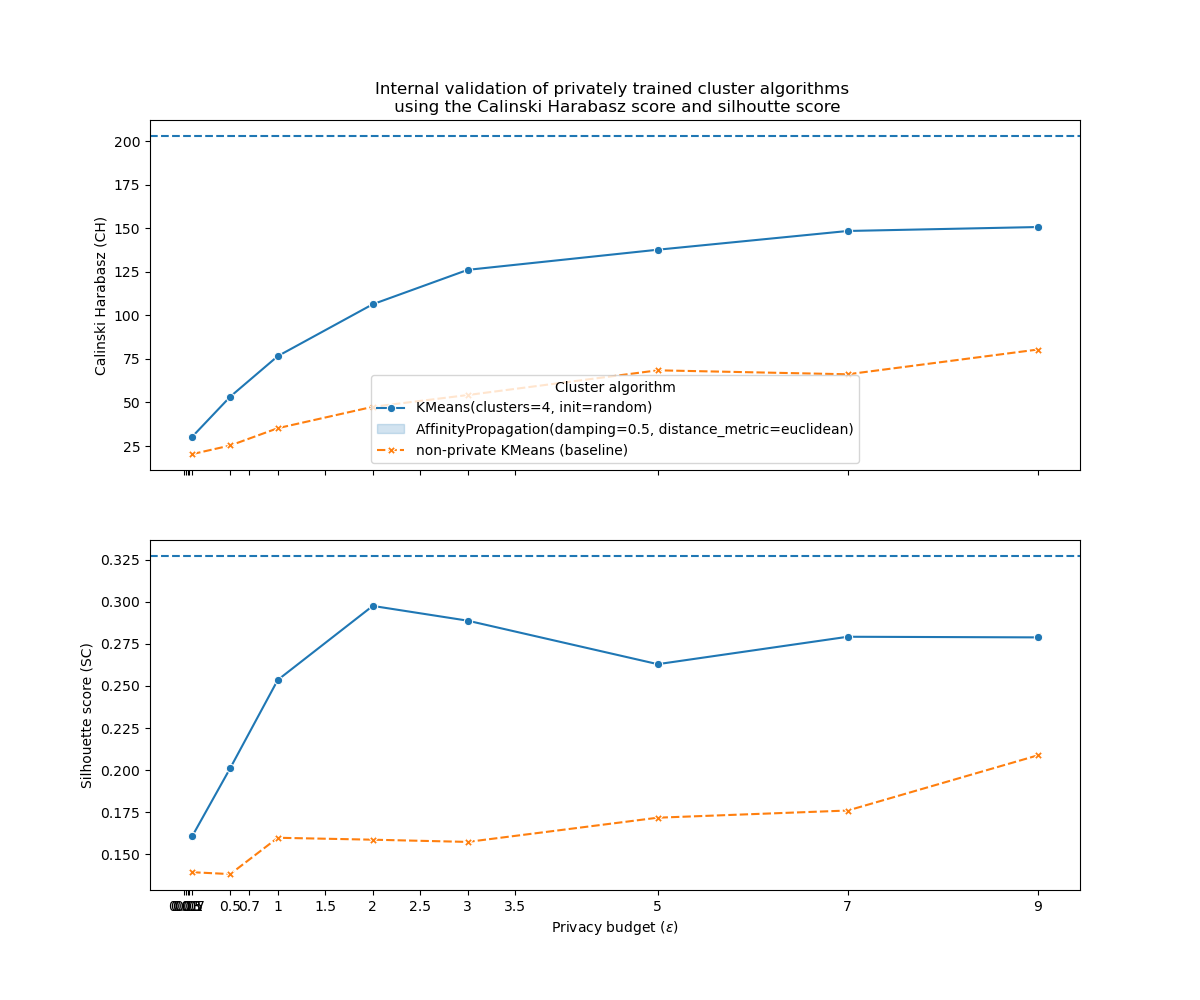 Internal validation of privately trained cluster algorithms
using the Calinski Harabasz score and silhoutte score
200
175
150
125
100
75
50
25
Calinski Harabasz (CH)
Cluster algorithm
KMeans(clusters=4, init=random)
AffinityPropagation(damping=0.5, distance_metric=euclidean)
non-private KMeans (baseline)
0.325
0.300
0.275
0.250
0.225
0.200
0.175
0.150
Silhouette score (SC)
0.5 0.7 1 1.5 2 2.5 3 3.5 5 7 9
Privacy budget (ε)